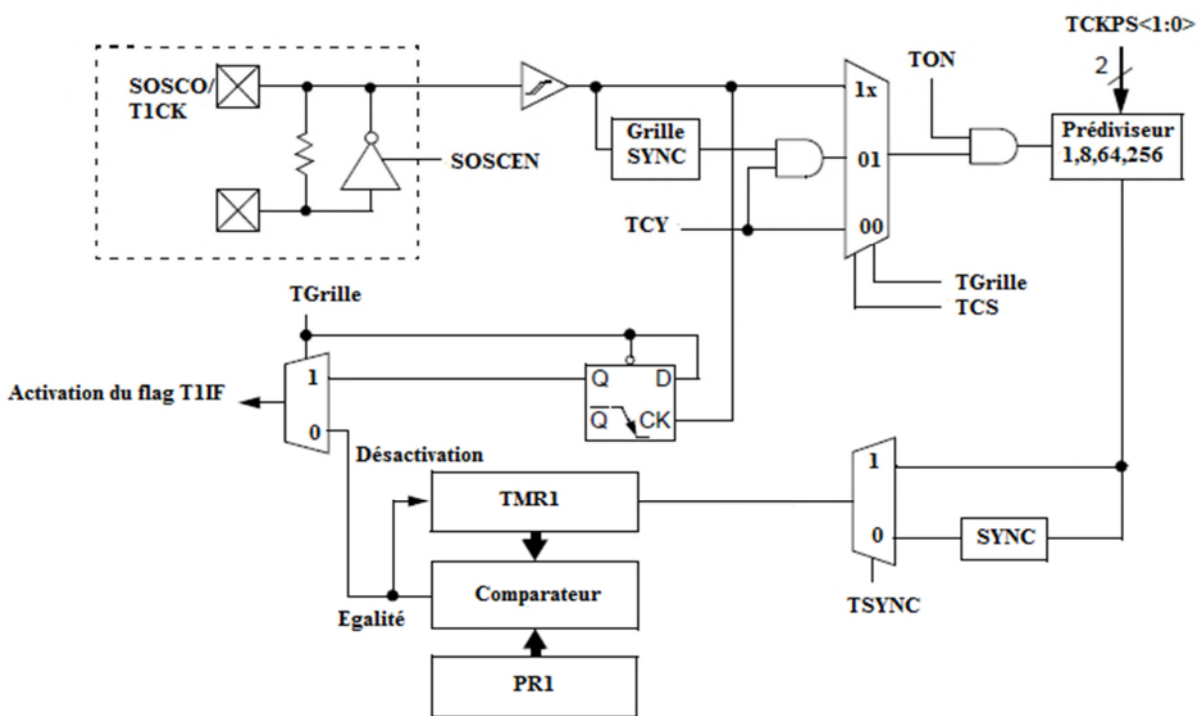 TCKPS<1:0>
2
TON
SOSCO/
T1CK
1x
Prédiviseur
1,8,64,256
Grille
SYNC
01
SOSCEN
TCY
00
TGrille
TCS
TGrille
1
Q
D
Activation du flag T1IF
Q
CK
0
Désactivation
1
TMR1
0
SYNC
Comparateur
TSYNC
Egalité
PR1